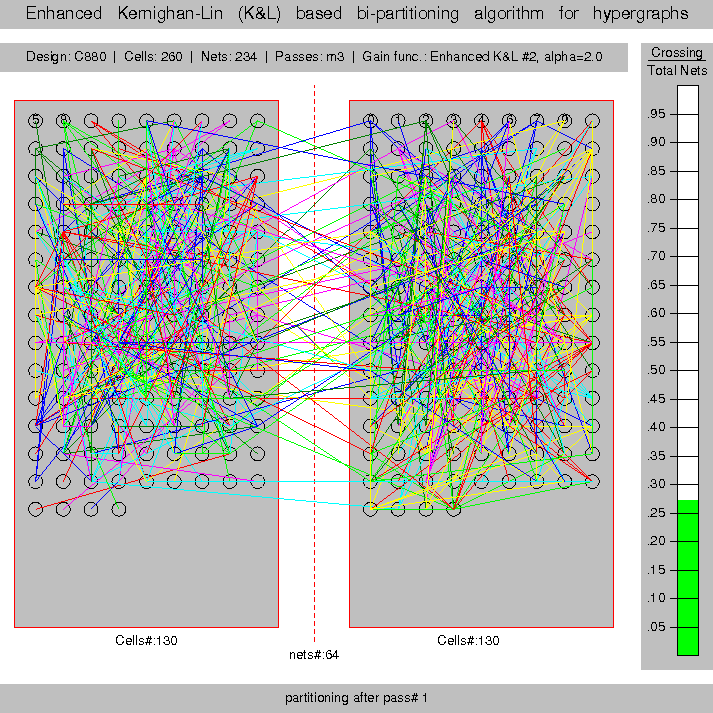 Enhanced Kernighan-Lin (K&L) based bi-partitioning algorithm for hypergraphs
Design: C880 | Cells: 260 | Nets: 234 | Passes: m3 | Gain func.: Enhanced K&L #2, alpha=2.0
Crossing
Total Nets
.95
.90
.85
.80
.75
.70
.65
.60
.55
.50
.45
.40
.35
.30
.25
.20
.15
.10
.05
5 8
0 1 2 3 4 6 7 9
Cells#:130
Cells#:130
nets#:64
partitioning after pass# 1